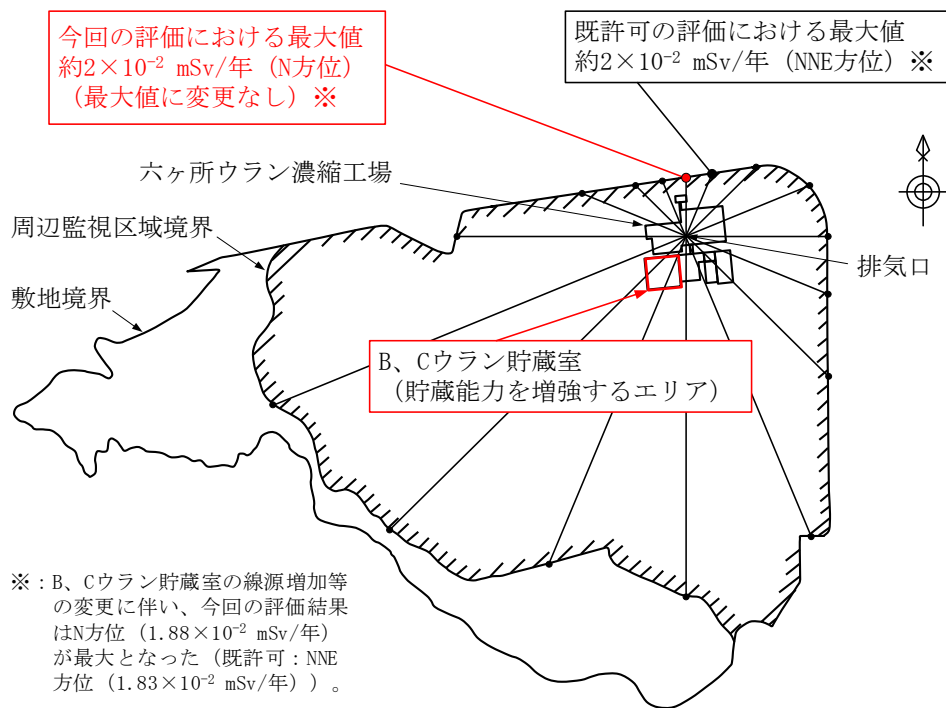 今回の評価における最大値
約2×10⁻² mSv/年（N方位）
（最大値に変更なし）※
既許可の評価における最大値
約2×10⁻² mSv/年（NNE方位）※
六ヶ所ウラン濃縮工場
周辺監視区域境界
敷地境界
排気口
B、Cウラン貯蔵室
（貯蔵能力を増強するエリア）
※：B、Cウラン貯蔵室の線源増加等
の変更に伴い、今回の評価結果
はN方位（1.88×10⁻² mSv/年）
が最大となった（既許可：NNE
方位（1.83×10⁻² mSv/年））。